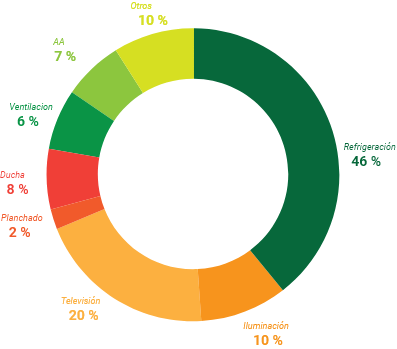 Otros
10 %
AA
7 %
Ventilacion
6 %
Refrigeración
46 %
Ducha
8 %
Planchado
2 %
Televisión
20 %
Iluminación
10 %